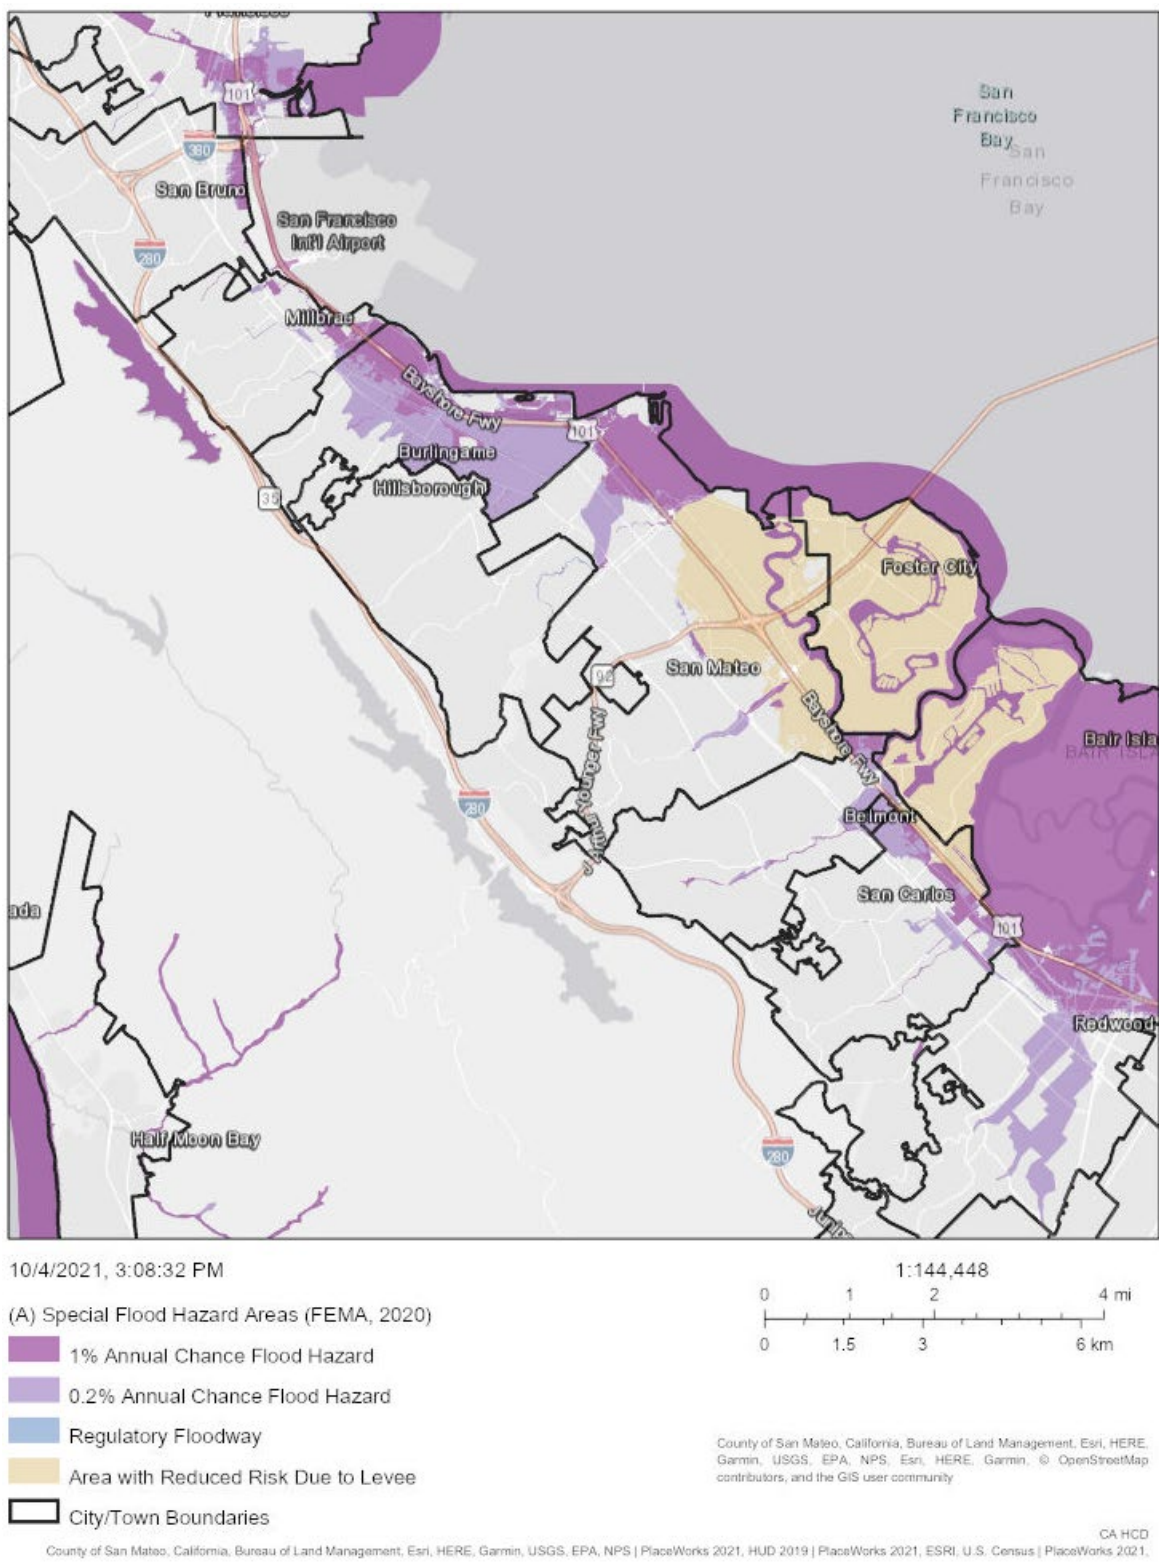 Francisco
101
San
Francisco
Bay
San
Francisco
Bay
380
San Bruno
San Francisco
Int'l Airport
280
Millbrae
Bayshore Fwy
101
Burlingame
Hillsborough
35
Foster City
San Mateo
92
Bayshore Fwy
Bair Isla
BAIR ISLA
J Arthur Younger Fwy
280
Belmont
San Carlos
ada
101
Redwood
Half Moon Bay
280
Junipe
10/4/2021, 3:08:32 PM
1:144,448
0 1 2 4 mi
0 1.5 3 6 km
(A) Special Flood Hazard Areas (FEMA, 2020)
1% Annual Chance Flood Hazard
0.2% Annual Chance Flood Hazard
Regulatory Floodway
Area with Reduced Risk Due to Levee
City/Town Boundaries
County of San Mateo, California, Bureau of Land Management, Esri, HERE,
Garmin, USGS, EPA, NPS, Esri, HERE, Garmin, © OpenStreetMap
contributors, and the GIS user community
CA HCD
County of San Mateo, California, Bureau of Land Management, Esri, HERE, Garmin, USGS, EPA, NPS | PlaceWorks 2021, HUD 2019 | PlaceWorks 2021, ESRI, U.S. Census | PlaceWorks 2021,